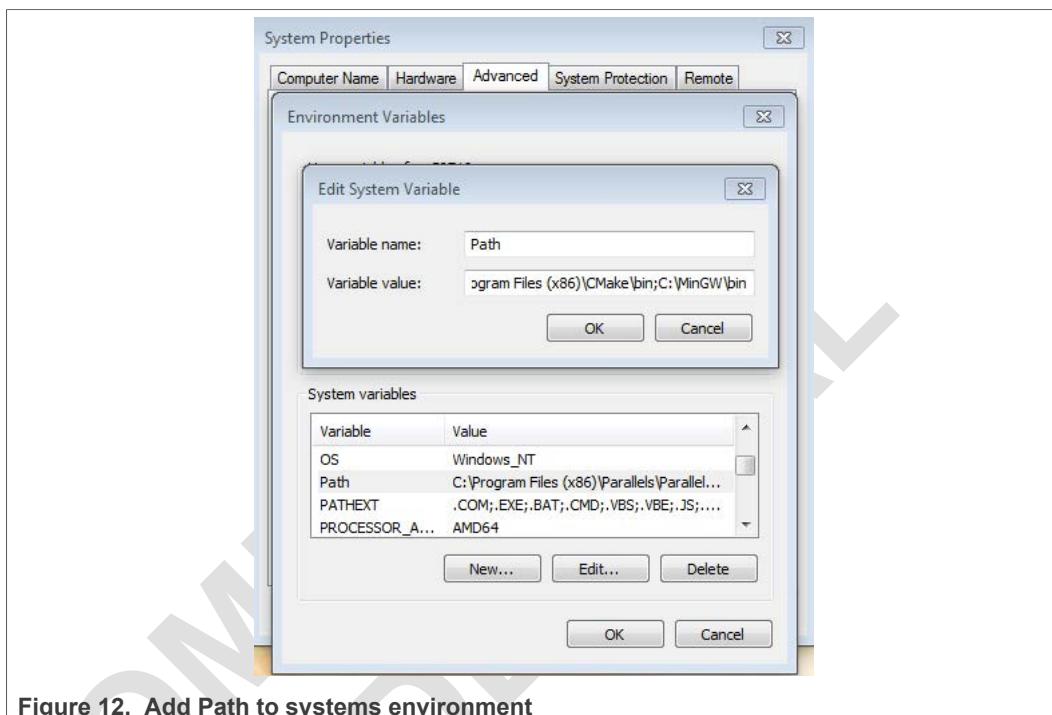 System Properties
Computer Name Hardware Advanced System Protection Remote
Environment Variables
Edit System Variable
Variable name: Path
Variable value: ogram Files (x86)\CMake\bin;C:\MinGW\bin
OK Cancel
System variables
Variable Value
OS Windows_NT
Path C:\Program Files (x86)\Parallels\Parallel...
PATHEXT .COM;.EXE;.BAT;.CMD;.VBS;.VBE;.JS;....
PROCESSOR_A... AMD64
New... Edit... Delete
OK Cancel
Figure 12. Add Path to systems environment